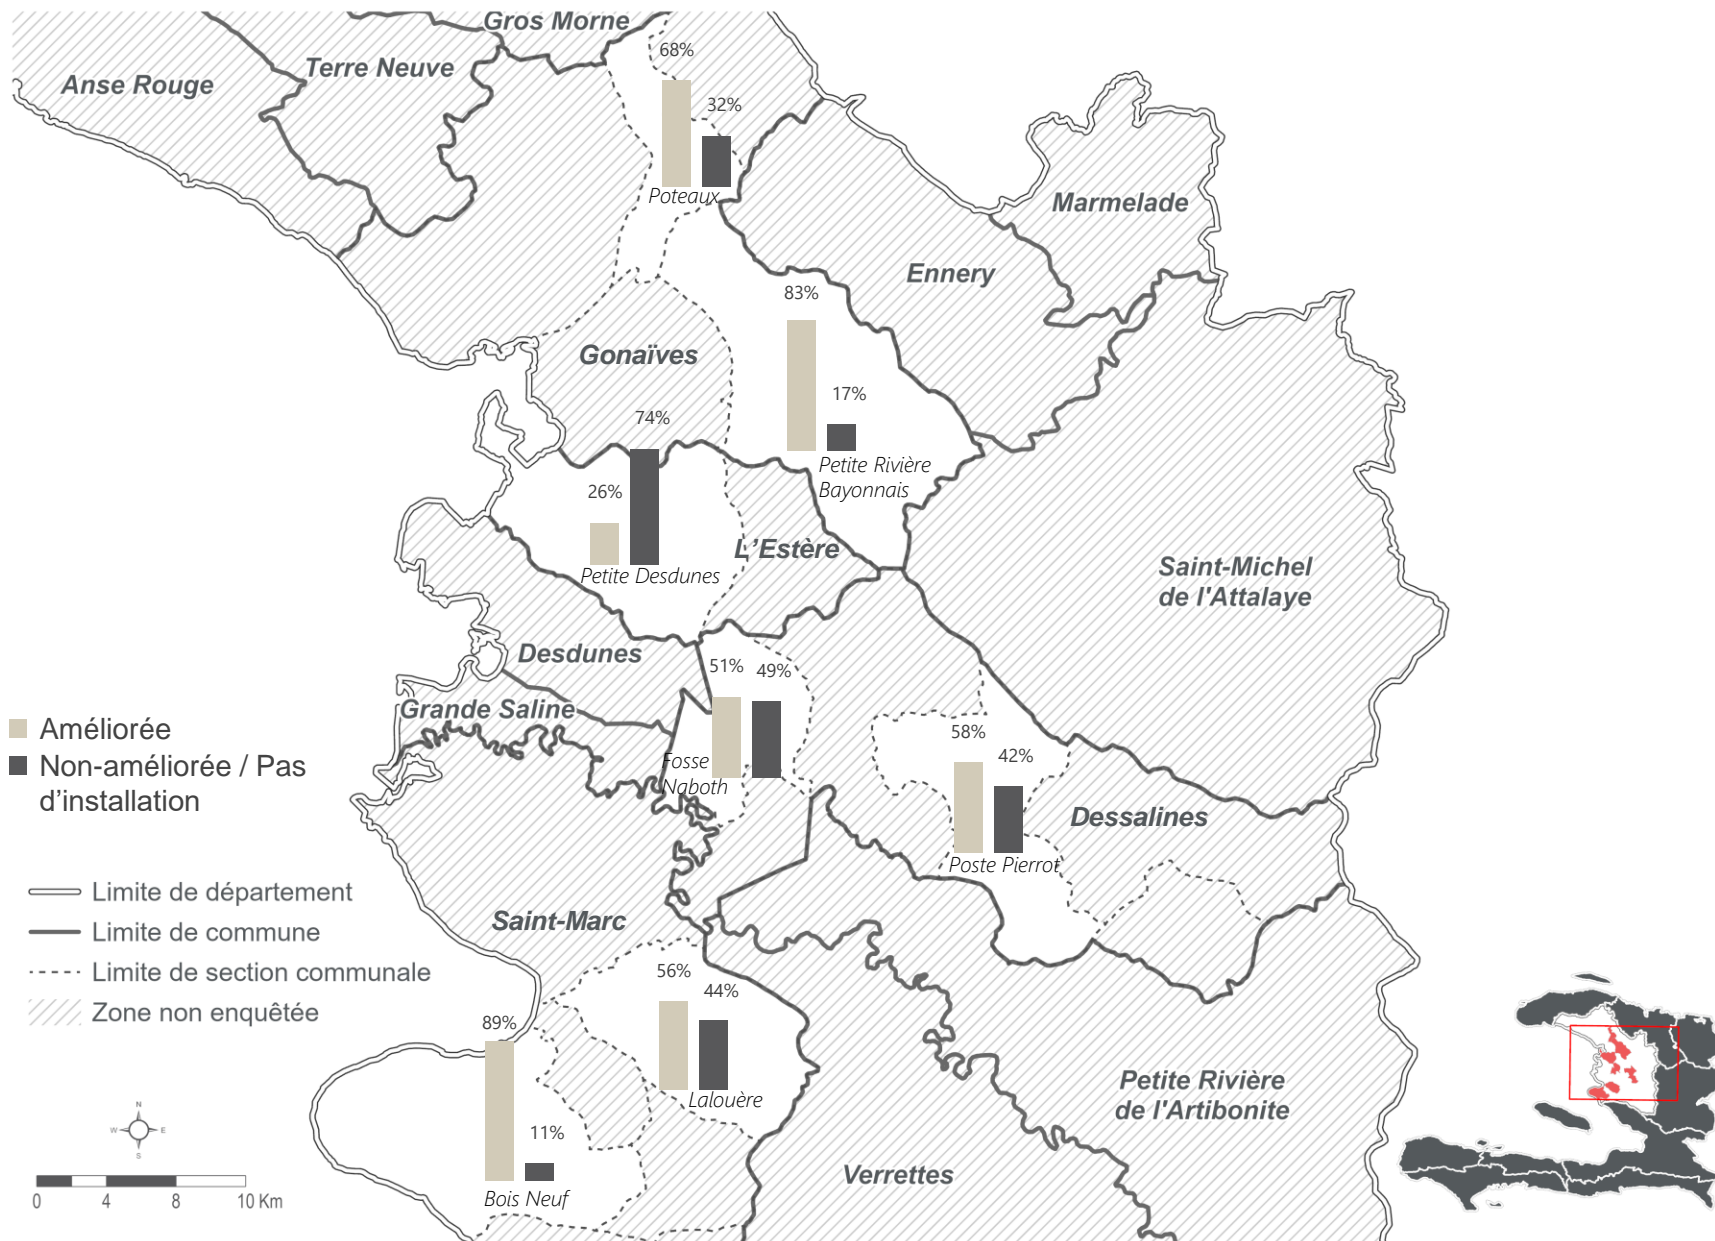 Gros Morne
68%
Terre Neuve
Anse Rouge
32%
Poteaux
Marmelade
Ennery
83%
Gonaïves
17%
74%
Petite Rivière
Bayonnais
26%
L'Estère
Petite Desdunes
Saint-Michel
de l'Attalaye
Desdunes
51%
49%
Grande Saline
Améliorée
Non-améliorée / Pas
d'installation
58%
42%
Fosse
Naboth
Dessalines
Poste Pierrot
Limite de département
Limite de commune
Limite de section communale
Zone non enquêtée
Saint-Marc
56%
44%
89%
Lalouère
Petite Rivière
de l'Artibonite
11%
Verrettes
Bois Neuf
N
W
E
S
0 4 8 10 Km